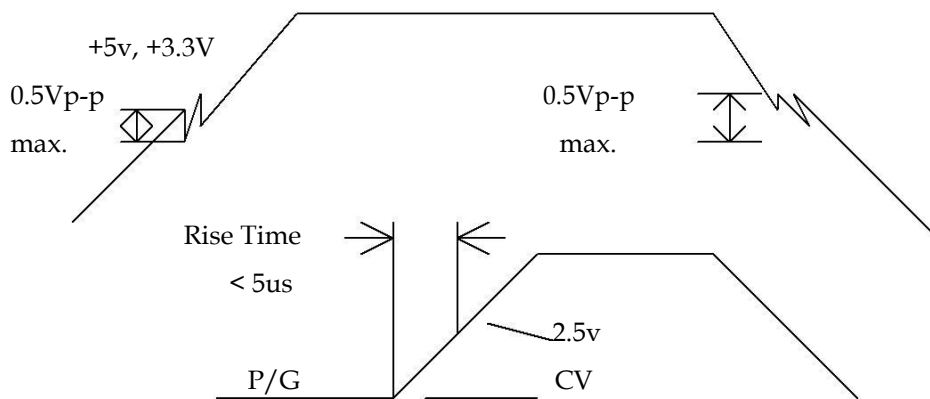 +5v, +3.3V
0.5Vp-p
max.
0.5Vp-p
max.
Rise Time
< 5us
2.5v
P/G
CV